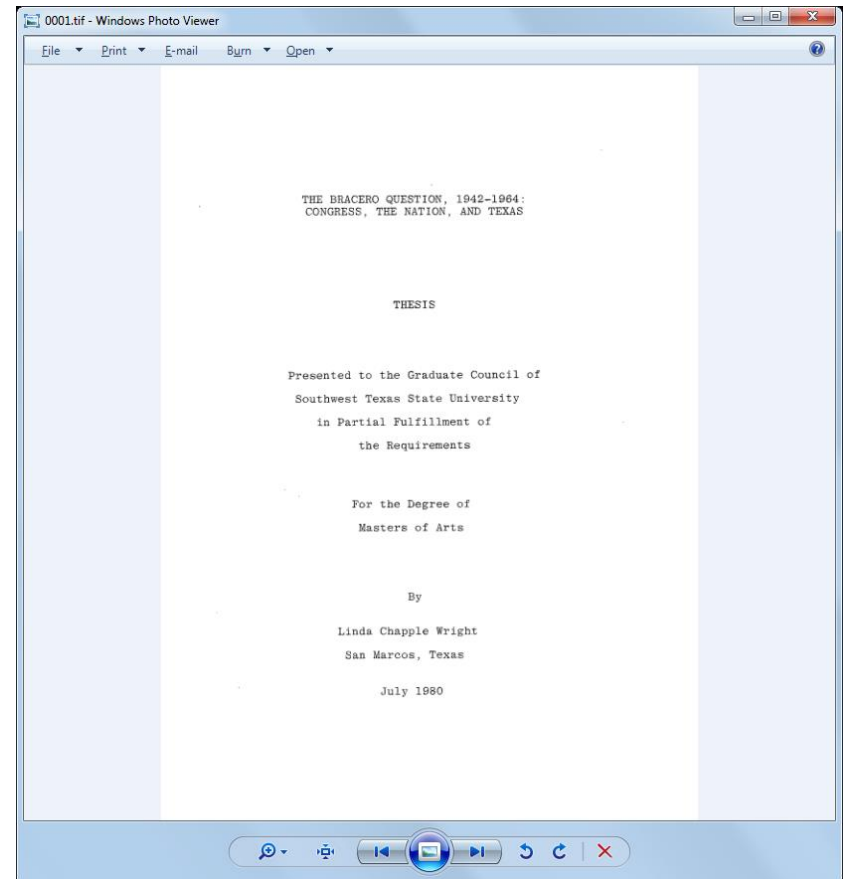 0001.tif - Windows Photo Viewer
File Print E-mail Burn Open
THE BRACERO QUESTION, 1942-1964:
CONGRESS, THE NATION, AND TEXAS
THESIS
Presented to the Graduate Council of
Southwest Texas State University
in Partial Fulfillment of
the Requirements
For the Degree of
Masters of Arts
By
Linda Chapple Wright
San Marcos, Texas
July 1980